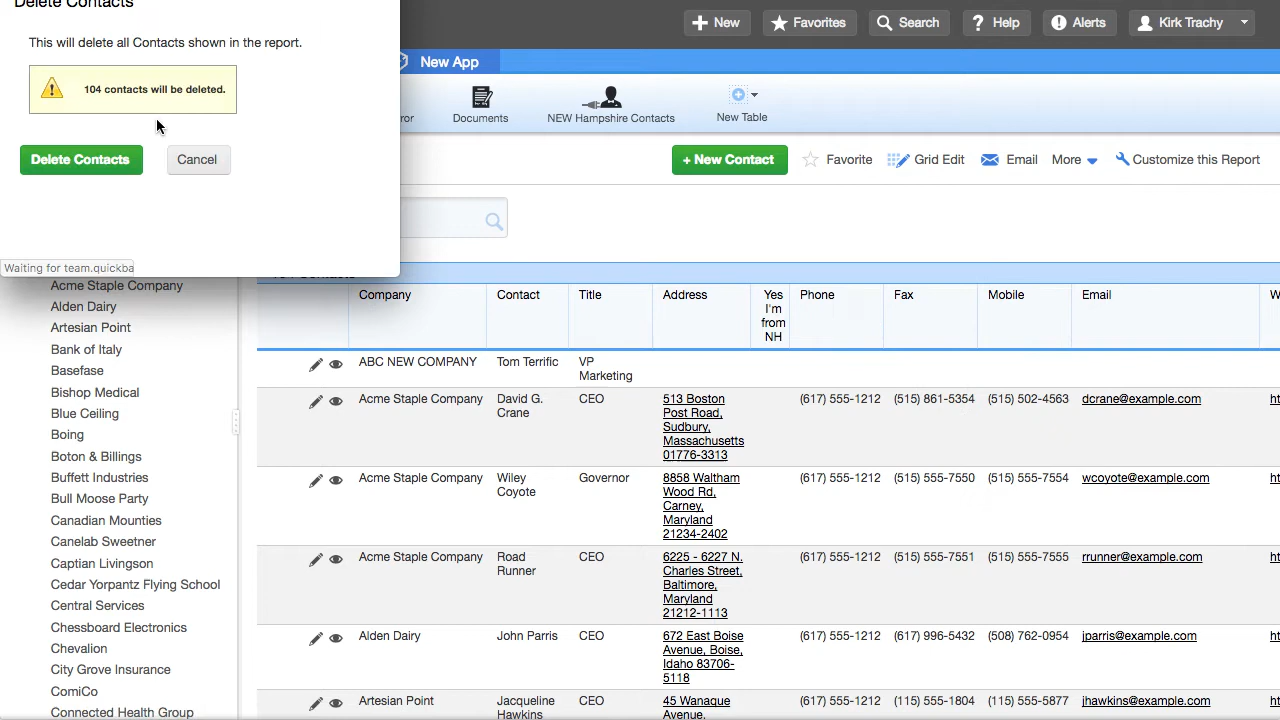 Delete Contacts
This will delete all Contacts shown in the report.
104 contacts will be deleted.
Delete Contacts
Cancel
Waiting for team.quickba
New
Favorites
Search
Help
Alerts
Kirk Trachy
New App
ror
Documents
NEW Hampshire Contacts
New Table
+ New Contact
Favorite
Grid Edit
Email
More
Customize this Report
Acme Staple Company
Alden Dairy
Artesian Point
Bank of Italy
Basefase
Bishop Medical
Blue Ceiling
Boing
Boton & Billings
Buffett Industries
Bull Moose Party
Canadian Mounties
Canelab Sweetner
Captian Livingson
Cedar Yorpantz Flying School
Central Services
Chessboard Electronics
Chevalion
City Grove Insurance
ComiCo
Connected Health Group
Company
Contact
Title
Address
Yes
I'm
from
NH
Phone
Fax
Mobile
Email
W
ABC NEW COMPANY
Tom Terrific
VP
Marketing
Acme Staple Company
David G.
Crane
CEO
513 Boston
Post Road,
Sudbury,
Massachusetts
01776-3313
(617) 555-1212
(515) 861-5354
(515) 502-4563
dcrane@example.com
ht
Acme Staple Company
Wiley
Coyote
Governor
8858 Waltham
Wood Rd,
Carney,
Maryland
21234-2402
(617) 555-1212
(515) 555-7550
(515) 555-7554
wcoyote@example.com
ht
Acme Staple Company
Road
Runner
CEO
6225 - 6227 N.
Charles Street,
Baltimore,
Maryland
21212-1113
(617) 555-1212
(515) 555-7551
(515) 555-7555
rrunner@example.com
ht
Alden Dairy
John Parris
CEO
672 East Boise
Avenue, Boise,
Idaho 83706-
5118
(617) 555-1212
(617) 996-5432
(508) 762-0954
jparris@example.com
ht
Artesian Point
Jacqueline
Hawkins
CEO
45 Wanaque
Avenue,
(617) 555-1212
(115) 555-1804
(115) 555-5877
jhawkins@example.com
ht